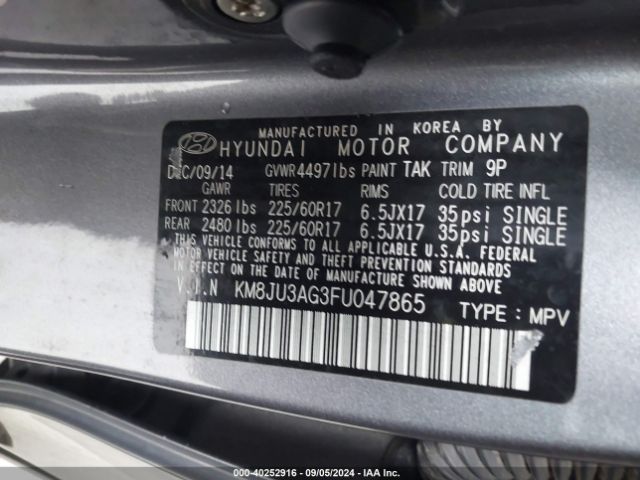 MANUFACTURED IN KOREA BY
HYUNDAI MOTOR COMPANY
DEC/09/14 GVWR 4497lbs PAINT TAK TRIM 9P
GAWR TIRES RIMS COLD TIRE INFL
FRONT 2326 lbs 225/60R17 6.5JX17 35psi SINGLE
REAR 2480 lbs 225/60R17 6.5JX17 35psi SINGLE
THIS VEHICLE CONFORMS TO ALL APPLICABLE U.S.A. FEDERAL
MOTOR VEHICLE SAFETY AND THEFT PREVENTION STANDARDS
IN EFFECT ON THE DATE OF MANUFACTURE SHOWN ABOVE.
V.I.N KM8JU3AG3FU047865 TYPE : MPV
000-40252916 - 09/05/2024 - IAA Inc.